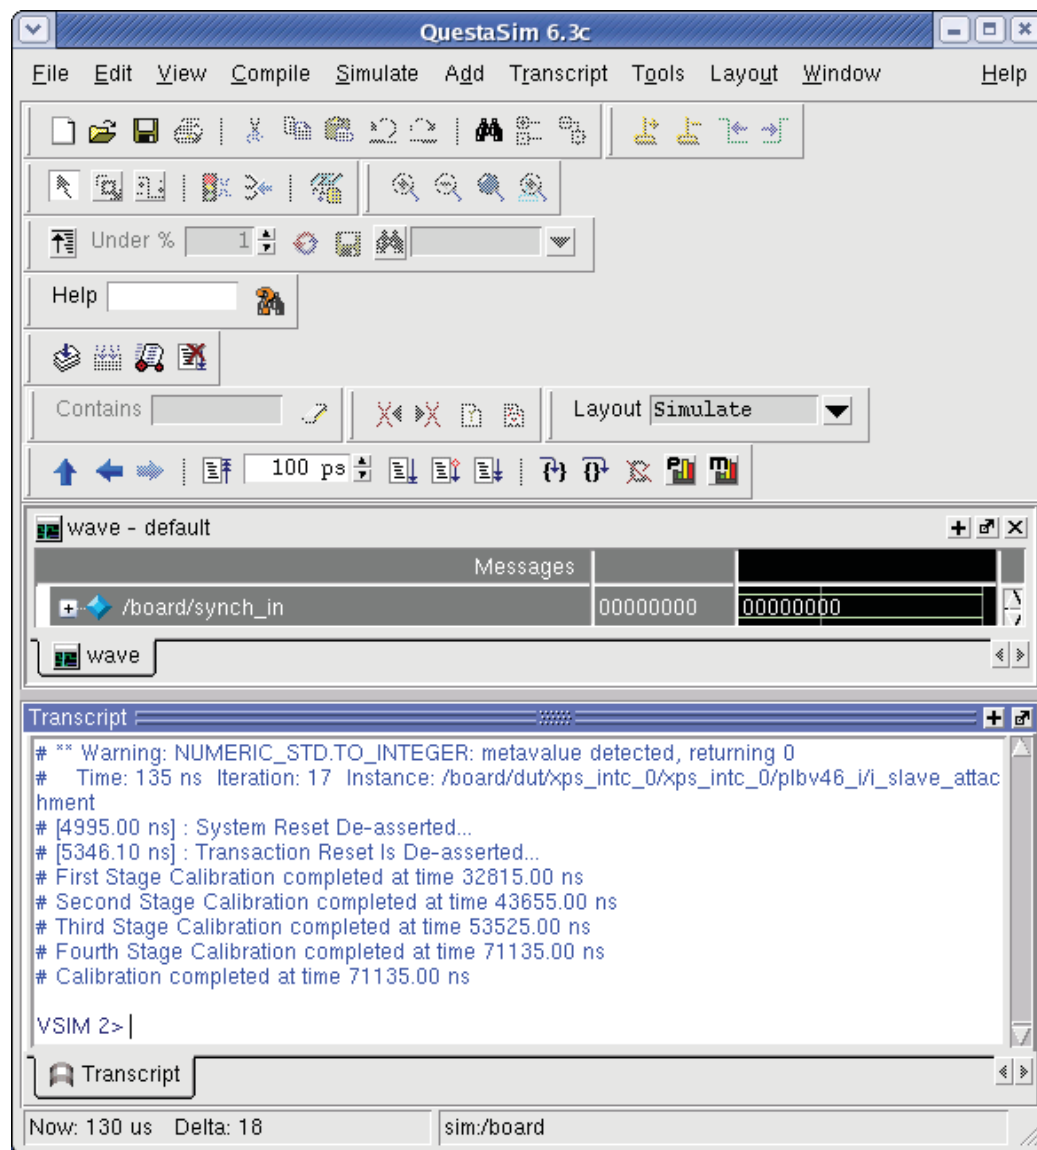 QuestaSim 6.3c
File Edit View Compile Simulate Add Transcript Tools Layout Window Help
Under % 1
Help
Contains Layout Simulate
100 ps
wave - default
Messages
/board/synch_in 00000000 00000000
wave
Transcript
# ** Warning: NUMERIC_STD.TO_INTEGER: metavalue detected, returning 0
#    Time: 135 ns  Iteration: 17  Instance: /board/dut/xps_intc_0/xps_intc_0/plbv46_i/i_slave_attac
hment
# [4995.00 ns] : System Reset De-asserted...
# [5346.10 ns] : Transaction Reset Is De-asserted...
# First Stage Calibration completed at time 32815.00 ns
# Second Stage Calibration completed at time 43655.00 ns
# Third Stage Calibration completed at time 53525.00 ns
# Fourth Stage Calibration completed at time 71135.00 ns
# Calibration completed at time 71135.00 ns
VSIM 2>
Transcript
Now: 130 us  Delta: 18 sim:/board